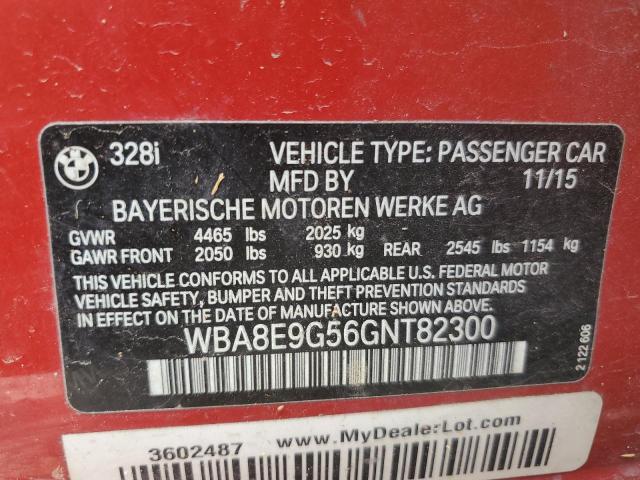 BMW
328i VEHICLE TYPE: PASSENGER CAR
MFD BY 11/15
BAYERISCHE MOTOREN WERKE AG
GVWR 4465 lbs 2025 kg
GAWR FRONT 2050 lbs 930 kg REAR 2545 lbs 1154 kg
THIS VEHICLE CONFORMS TO ALL APPLICABLE U.S. FEDERAL MOTOR
VEHICLE SAFETY, BUMPER AND THEFT PREVENTION STANDARDS
IN EFFECT ON THE DATE OF MANUFACTURE SHOWN ABOVE.
WBA8E9G56GNT82300
2 122 606
www.MyDealerLot.com
3602487